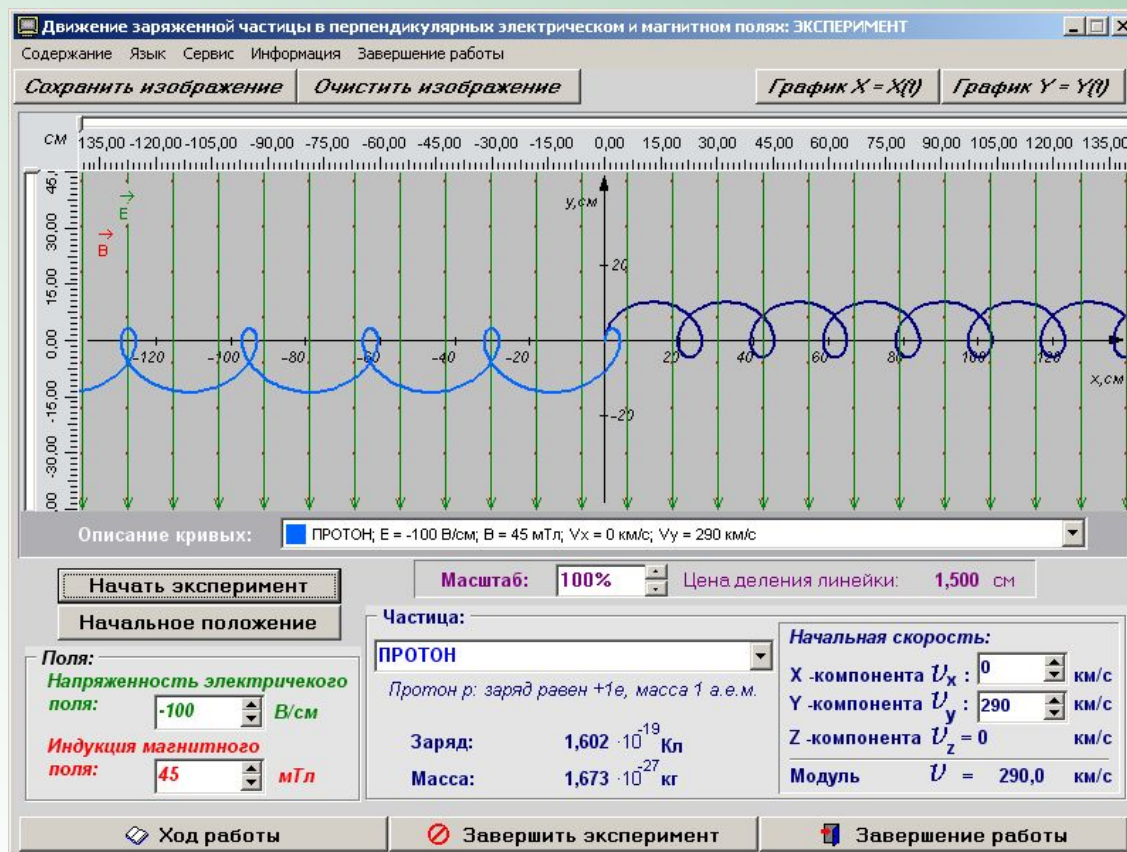 Движение заряженной частицы в перпендикулярных электрическом и магнитном полях: ЭКСПЕРИМЕНТ
Содержание Язык Сервис Информация Завершение работы
Сохранить изображение Очистить изображение График X = X(t) График Y = Y(t)
см 135,00 -120,00 -105,00 -90,00 -75,00 -60,00 -45,00 -30,00 -15,00 0,00 15,00 30,00 45,00 60,00 75,00 90,00 105,00 120,00 135,00
45,
30,00
15,00
0,00
-15,00
-30,00
,00
E
B
y,см
20
-120 -100 -80 -60 -40 -20 20 40 60 80 100 120
x,см
-20
Описание кривых: ПРОТОН; E = -100 В/см; B = 45 мТл; Vx = 0 км/с; Vy = 290 км/с
Начать эксперимент
Начальное положение
Масштаб: 100% Цена деления линейки: 1,500 см
Поля:
Напряженность электричекого
поля: -100 В/см
Индукция магнитного
поля: 45 мТл
Частица:
ПРОТОН
Протон p: заряд равен +1e, масса 1 а.е.м.
Заряд: 1,602 ·10-19 Кл
Масса: 1,673 ·10-27 кг
Начальная скорость:
X -компонента υx : 0 км/с
Y -компонента υy : 290 км/с
Z -компонента υz = 0 км/с
Модуль υ = 290,0 км/с
Ход работы Завершить эксперимент Завершение работы